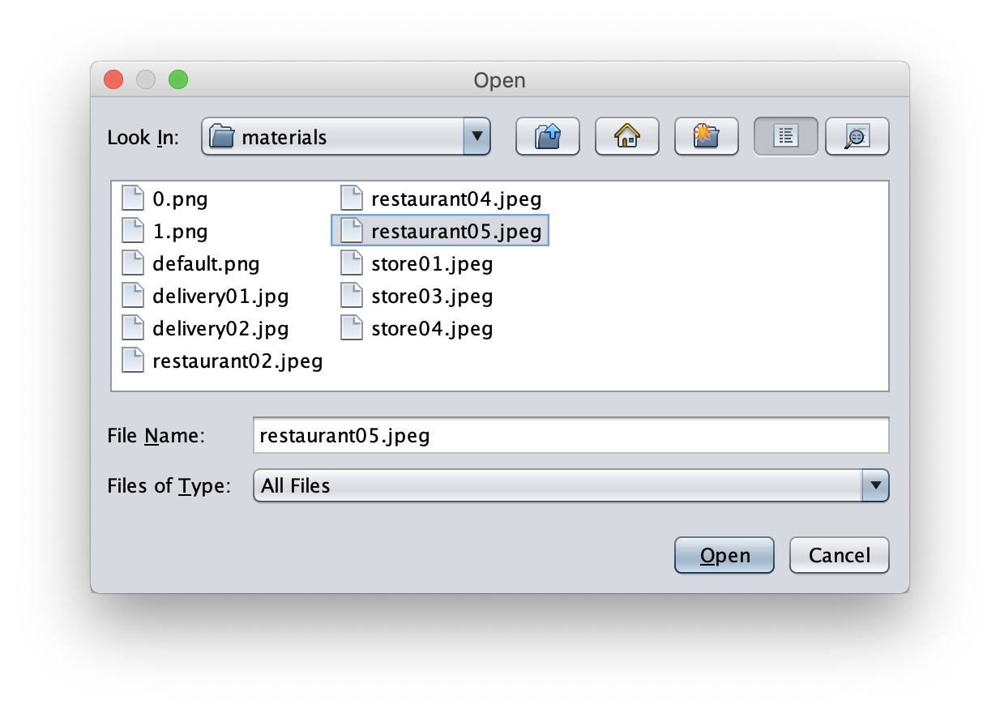 Open
Look In: materials
0.png
1.png
default.png
delivery01.jpg
delivery02.jpg
restaurant02.jpeg
restaurant04.jpeg
restaurant05.jpeg
store01.jpeg
store03.jpeg
store04.jpeg
File Name: restaurant05.jpeg
Files of Type: All Files
Open Cancel